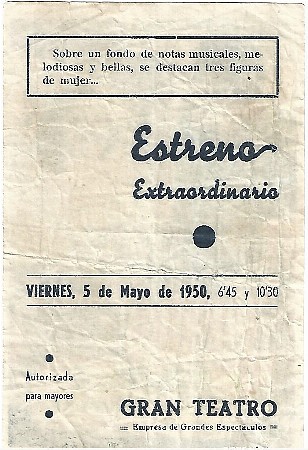 Sobre un fondo de notas musicales, me-
lodiosas y bellas, se destacan tres figuras
de mujer...
Estreno
Extraordinario
VIERNES, 5 de Mayo de 1950, 6'45 y 10'30
Autorizada
para mayores
GRAN TEATRO
Empresa de Grandes Espectáculos